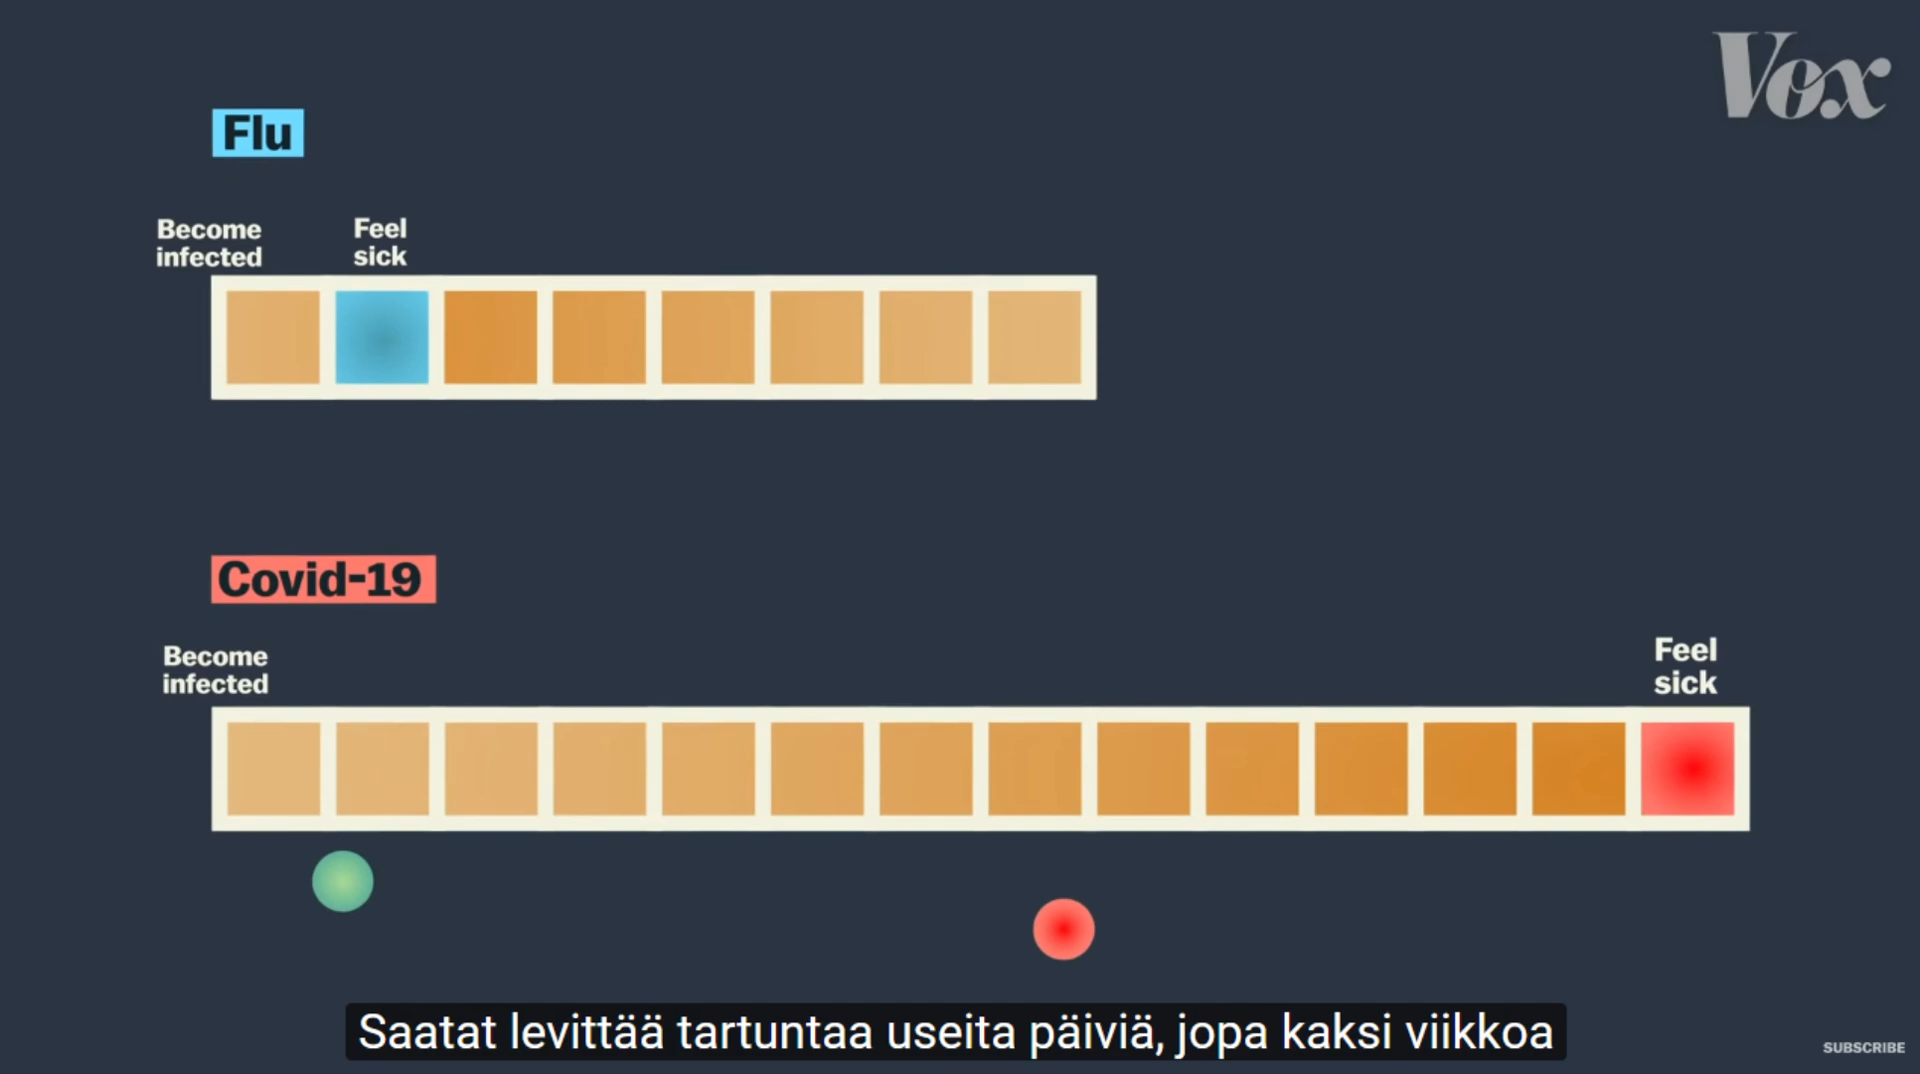 Vox
Flu
Become
infected
Feel
sick
Covid-19
Become
infected
Feel
sick
Saatat levittää tartuntaa useita päiviä, jopa kaksi viikkoa
SUBSCRIBE